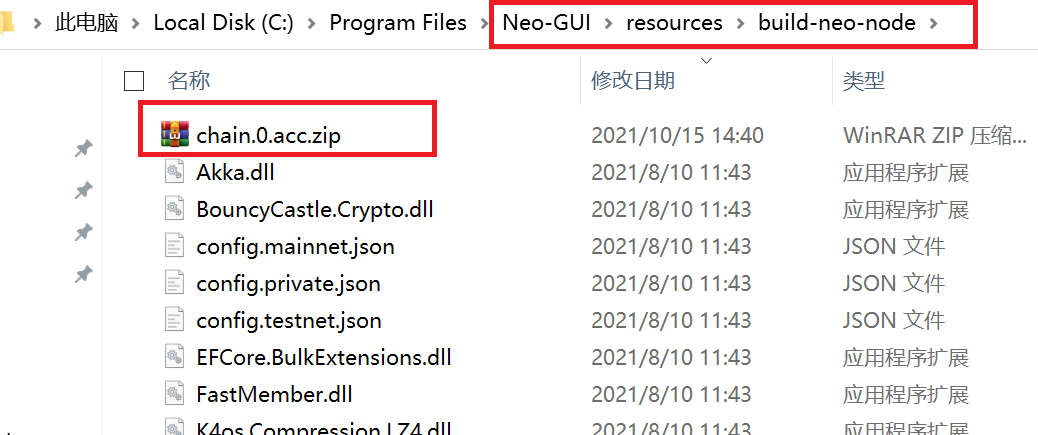 此电脑 > Local Disk (C:) > Program Files > Neo-GUI > resources > build-neo-node >
名称 修改日期 类型
chain.0.acc.zip 2021/10/15 14:40 WinRAR ZIP 压缩...
Akka.dll 2021/8/10 11:43 应用程序扩展
BouncyCastle.Crypto.dll 2021/8/10 11:43 应用程序扩展
config.mainnet.json 2021/8/10 11:43 JSON 文件
config.private.json 2021/8/10 11:43 JSON 文件
config.testnet.json 2021/8/10 11:43 JSON 文件
EFCore.BulkExtensions.dll 2021/8/10 11:43 应用程序扩展
FastMember.dll 2021/8/10 11:43 应用程序扩展
K4os.Compression.LZ4.dll 2021/8/10 11:43 应用程序扩展